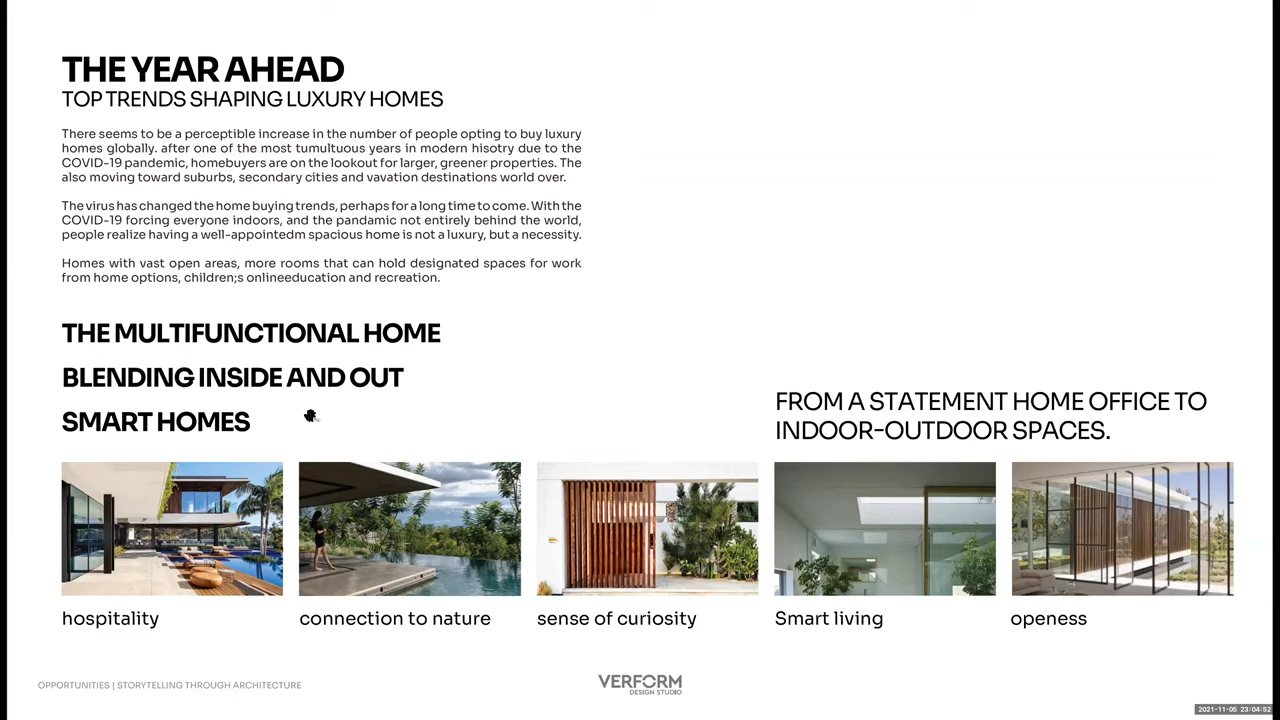 THE YEAR AHEAD
TOP TRENDS SHAPING LUXURY HOMES
There seems to be a perceptible increase in the number of people opting to buy luxury
homes globally. after one of the most tumultuous years in modern hisotry due to the
COVID-19 pandemic, homebuyers are on the lookout for larger, greener properties. The
also moving toward suburbs, secondary cities and vavation destinations world over.
The virus has changed the home buying trends, perhaps for a long time to come. With the
COVID-19 forcing everyone indoors, and the pandamic not entirely behind the world,
people realize having a well-appointedm spacious home is not a luxury, but a necessity.
Homes with vast open areas, more rooms that can hold designated spaces for work
from home options, children;s onlineeducation and recreation.
THE MULTIFUNCTIONAL HOME
BLENDING INSIDE AND OUT
SMART HOMES
FROM A STATEMENT HOME OFFICE TO
INDOOR-OUTDOOR SPACES.
hospitality
connection to nature
sense of curiosity
Smart living
openess
OPPORTUNITIES | STORYTELLING THROUGH ARCHITECTURE
VERFORM
DESIGN STUDIO
2021-11-05 23:04:52